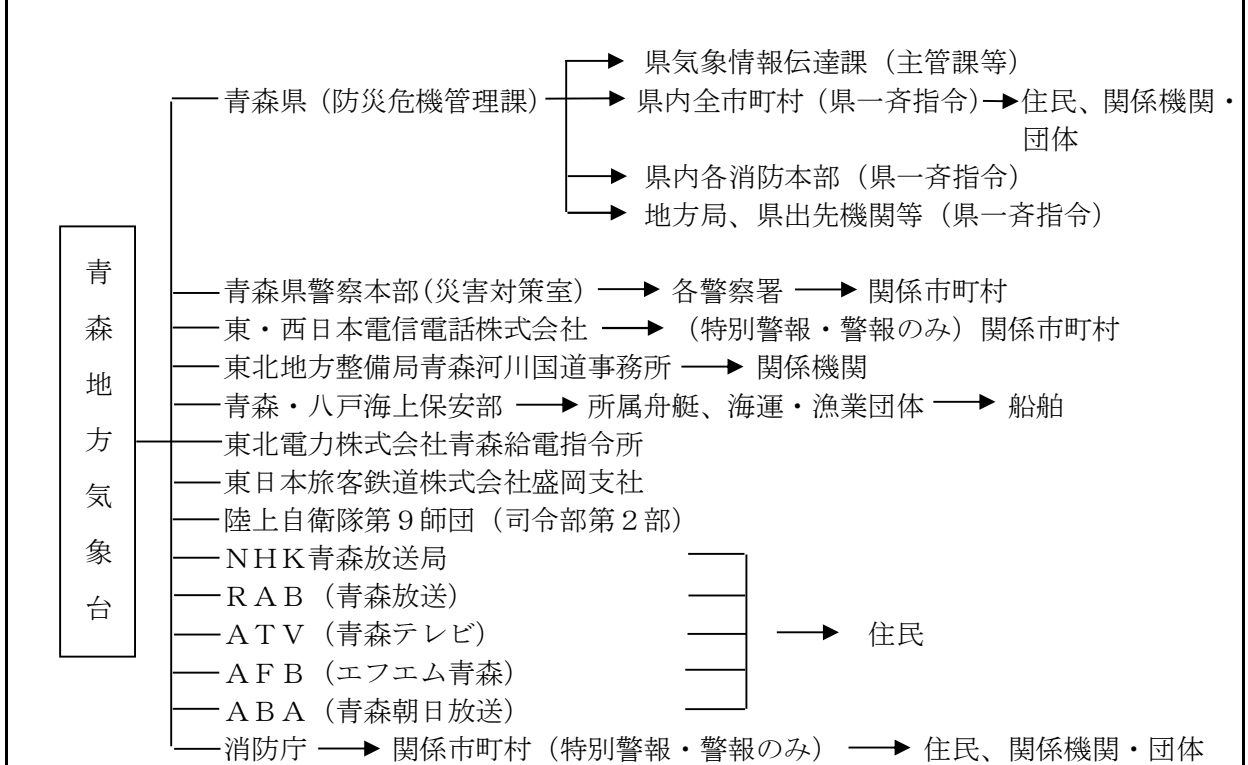 県気象情報伝達課（主管課等）
青森県（防災危機管理課） 県内全市町村（県一斉指令） 住民、関係機関・
団体
県内各消防本部（県一斉指令）
地方局、県出先機関等（県一斉指令）
青森地方気象台
青森県警察本部(災害対策室） 各警察署 関係市町村
東・西日本電信電話株式会社 （特別警報・警報のみ）関係市町村
東北地方整備局青森河川国道事務所 関係機関
青森・八戸海上保安部 所属舟艇、海運・漁業団体 船舶
東北電力株式会社青森給電指令所
東日本旅客鉄道株式会社盛岡支社
陸上自衛隊第９師団（司令部第２部）
ＮＨＫ青森放送局
ＲＡＢ（青森放送）
ＡＴＶ（青森テレビ） 住民
ＡＦＢ（エフエム青森）
ＡＢＡ（青森朝日放送）
消防庁 関係市町村（特別警報・警報のみ） 住民、関係機関・団体